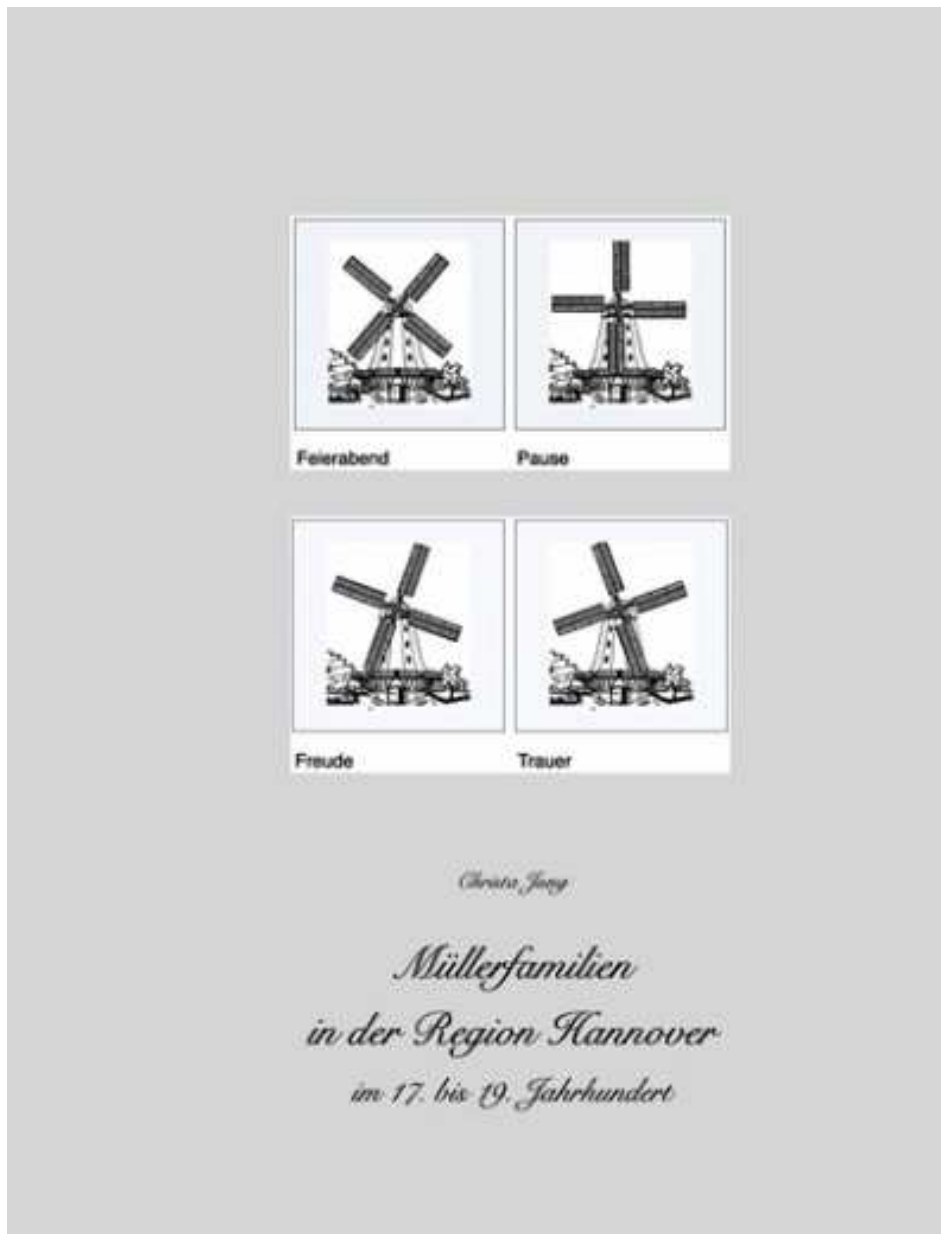 Feierabend
Pause
Freude
Trauer
Christa Jung
Müllerfamilien
in der Region Hannover
im 17. bis 19. Jahrhundert